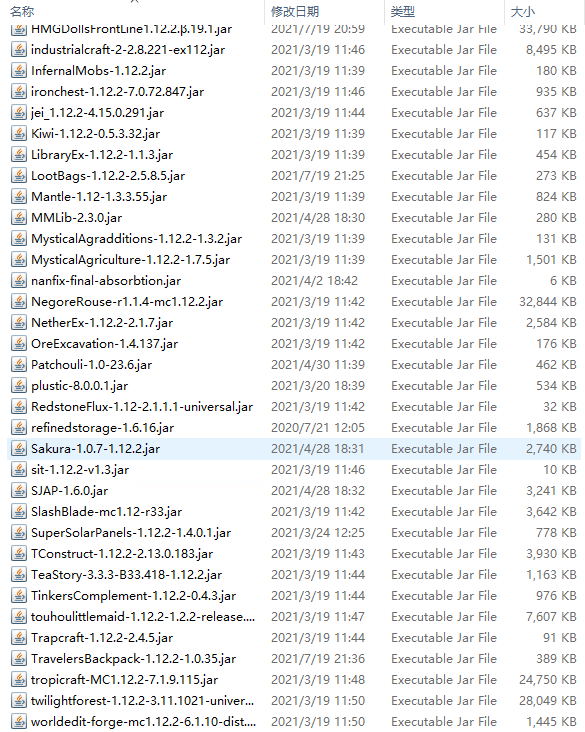 名称 修改日期 类型 大小
HMGDollsFrontLine1.12.2.β.19.1.jar 2021/7/19 20:59 Executable Jar File 33,790 KB
industrialcraft-2-2.8.221-ex112.jar 2021/3/19 11:46 Executable Jar File 8,495 KB
InfernalMobs-1.12.2.jar 2021/3/19 11:39 Executable Jar File 180 KB
ironchest-1.12.2-7.0.72.847.jar 2021/3/19 11:46 Executable Jar File 935 KB
jei_1.12.2-4.15.0.291.jar 2021/3/19 11:44 Executable Jar File 637 KB
Kiwi-1.12.2-0.5.3.32.jar 2021/3/19 11:39 Executable Jar File 117 KB
LibraryEx-1.12.2-1.1.3.jar 2021/3/19 11:39 Executable Jar File 454 KB
LootBags-1.12.2-2.5.8.5.jar 2021/7/19 21:25 Executable Jar File 273 KB
Mantle-1.12-1.3.3.55.jar 2021/3/19 11:39 Executable Jar File 824 KB
MMLib-2.3.0.jar 2021/4/28 18:30 Executable Jar File 280 KB
MysticalAgradditions-1.12.2-1.3.2.jar 2021/3/19 11:39 Executable Jar File 131 KB
MysticalAgriculture-1.12.2-1.7.5.jar 2021/3/19 11:39 Executable Jar File 1,501 KB
nanfix-final-absorbtion.jar 2021/4/2 18:42 Executable Jar File 6 KB
NegoreRouse-r1.1.4-mc1.12.2.jar 2021/3/19 11:42 Executable Jar File 32,844 KB
NetherEx-1.12.2-2.1.7.jar 2021/3/19 11:42 Executable Jar File 2,584 KB
OreExcavation-1.4.137.jar 2021/3/19 11:42 Executable Jar File 176 KB
Patchouli-1.0-23.6.jar 2021/4/30 11:39 Executable Jar File 462 KB
plustic-8.0.0.1.jar 2021/3/20 18:39 Executable Jar File 534 KB
RedstoneFlux-1.12-2.1.1.1-universal.jar 2021/3/19 11:42 Executable Jar File 32 KB
refinedstorage-1.6.16.jar 2020/7/21 12:05 Executable Jar File 1,868 KB
Sakura-1.0.7-1.12.2.jar 2021/4/28 18:31 Executable Jar File 2,740 KB
sit-1.12.2-v1.3.jar 2021/3/19 11:46 Executable Jar File 10 KB
SJAP-1.6.0.jar 2021/4/28 18:32 Executable Jar File 3,241 KB
SlashBlade-mc1.12-r33.jar 2021/3/19 11:42 Executable Jar File 3,642 KB
SuperSolarPanels-1.12.2-1.4.0.1.jar 2021/3/24 12:25 Executable Jar File 778 KB
TConstruct-1.12.2-2.13.0.183.jar 2021/3/19 11:43 Executable Jar File 3,930 KB
TeaStory-3.3.3-B33.418-1.12.2.jar 2021/3/19 11:44 Executable Jar File 1,163 KB
TinkersComplement-1.12.2-0.4.3.jar 2021/3/19 11:44 Executable Jar File 976 KB
touhoulittlemaid-1.12.2-1.2.2-release.... 2021/3/19 11:47 Executable Jar File 7,607 KB
Trapcraft-1.12.2-2.4.5.jar 2021/3/19 11:44 Executable Jar File 91 KB
TravelersBackpack-1.12.2-1.0.35.jar 2021/7/19 21:36 Executable Jar File 389 KB
tropicraft-MC1.12.2-7.1.9.115.jar 2021/3/19 11:48 Executable Jar File 24,750 KB
twilightforest-1.12.2-3.11.1021-univer... 2021/3/19 11:50 Executable Jar File 28,049 KB
worldedit-forge-mc1.12.2-6.1.10-dist.... 2021/3/19 11:50 Executable Jar File 1,445 KB